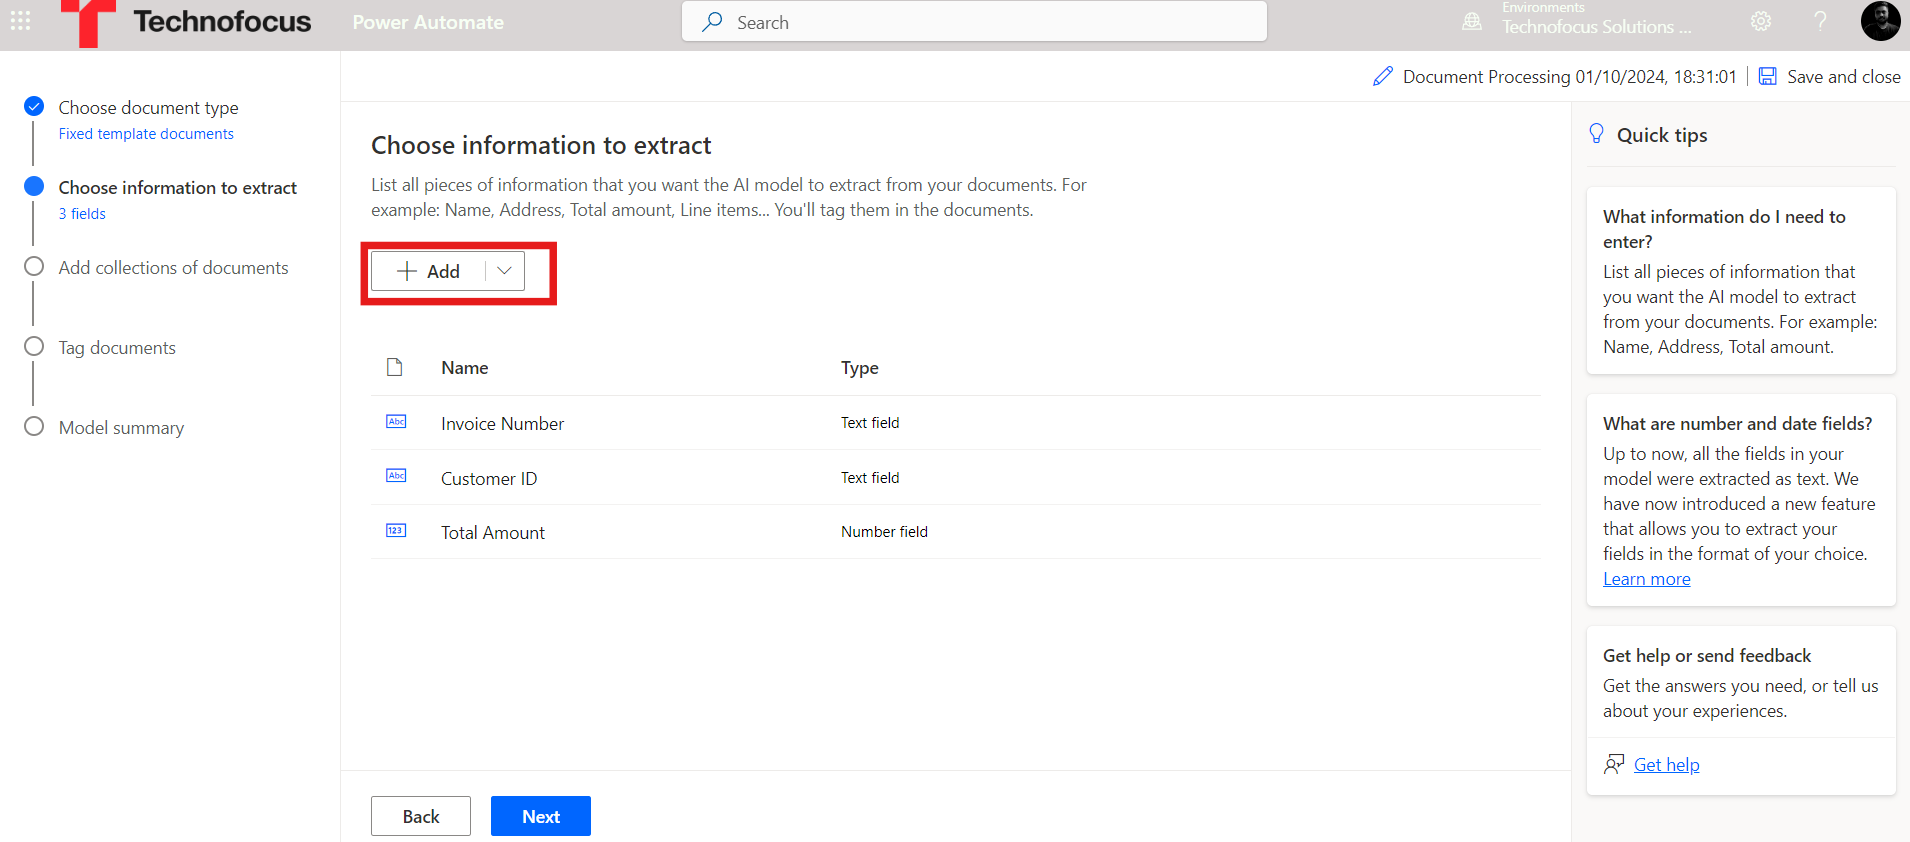 Technofocus
Power Automate
Search
Environments
Technofocus Solutions ...
?
Document Processing 01/10/2024, 18:31:01
Save and close
Choose document type
Fixed template documents
Choose information to extract
3 fields
Add collections of documents
Tag documents
Model summary
Choose information to extract
List all pieces of information that you want the AI model to extract from your documents. For
example: Name, Address, Total amount, Line items... You'll tag them in the documents.
Add
Name Type
Abc Invoice Number Text field
Abc Customer ID Text field
123 Total Amount Number field
Back
Next
Quick tips
What information do I need to
enter?
List all pieces of information that
you want the AI model to extract
from your documents. For example:
Name, Address, Total amount.
What are number and date fields?
Up to now, all the fields in your
model were extracted as text. We
have now introduced a new feature
that allows you to extract your
fields in the format of your choice.
Learn more
Get help or send feedback
Get the answers you need, or tell us
about your experiences.
Get help